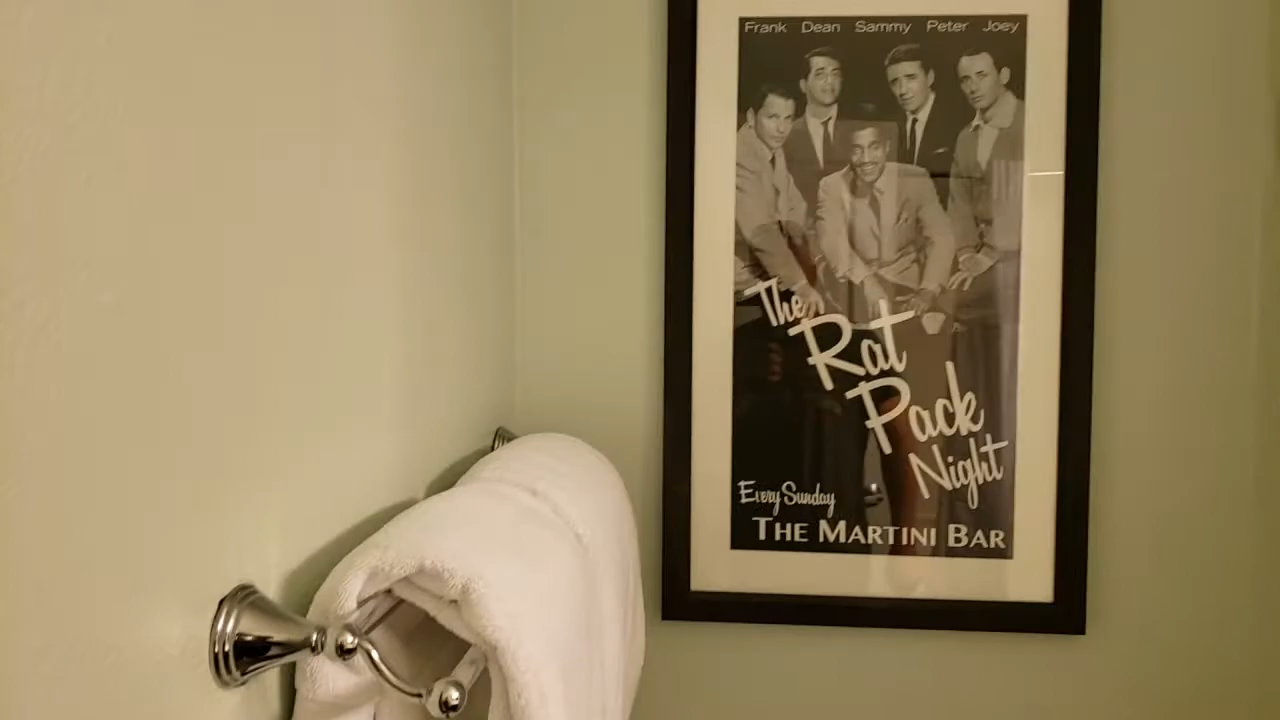 Frank Dean Sammy Peter Joey
The
Rat
Pack
Night
Every Sunday
THE MARTINI BAR